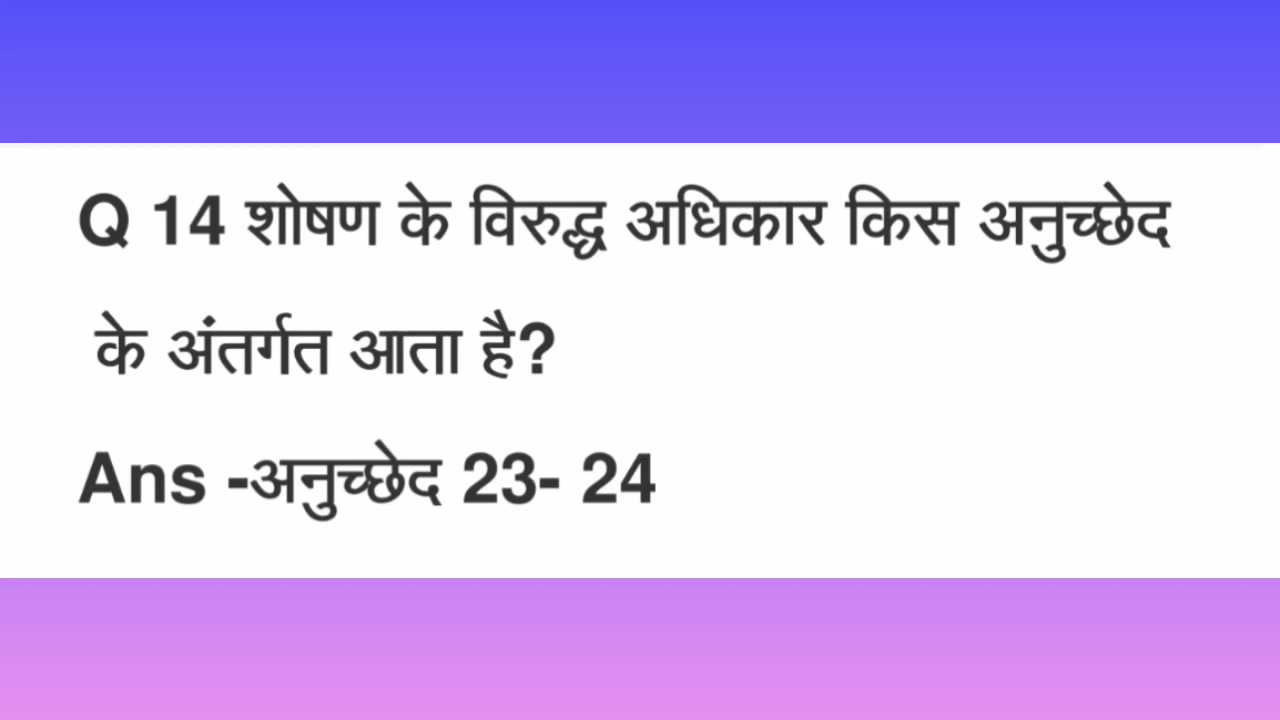 Q 14 शोषण के विरुद्ध अधिकार किस अनुच्छेद
के अंतर्गत आता है?
Ans -अनुच्छेद 23- 24